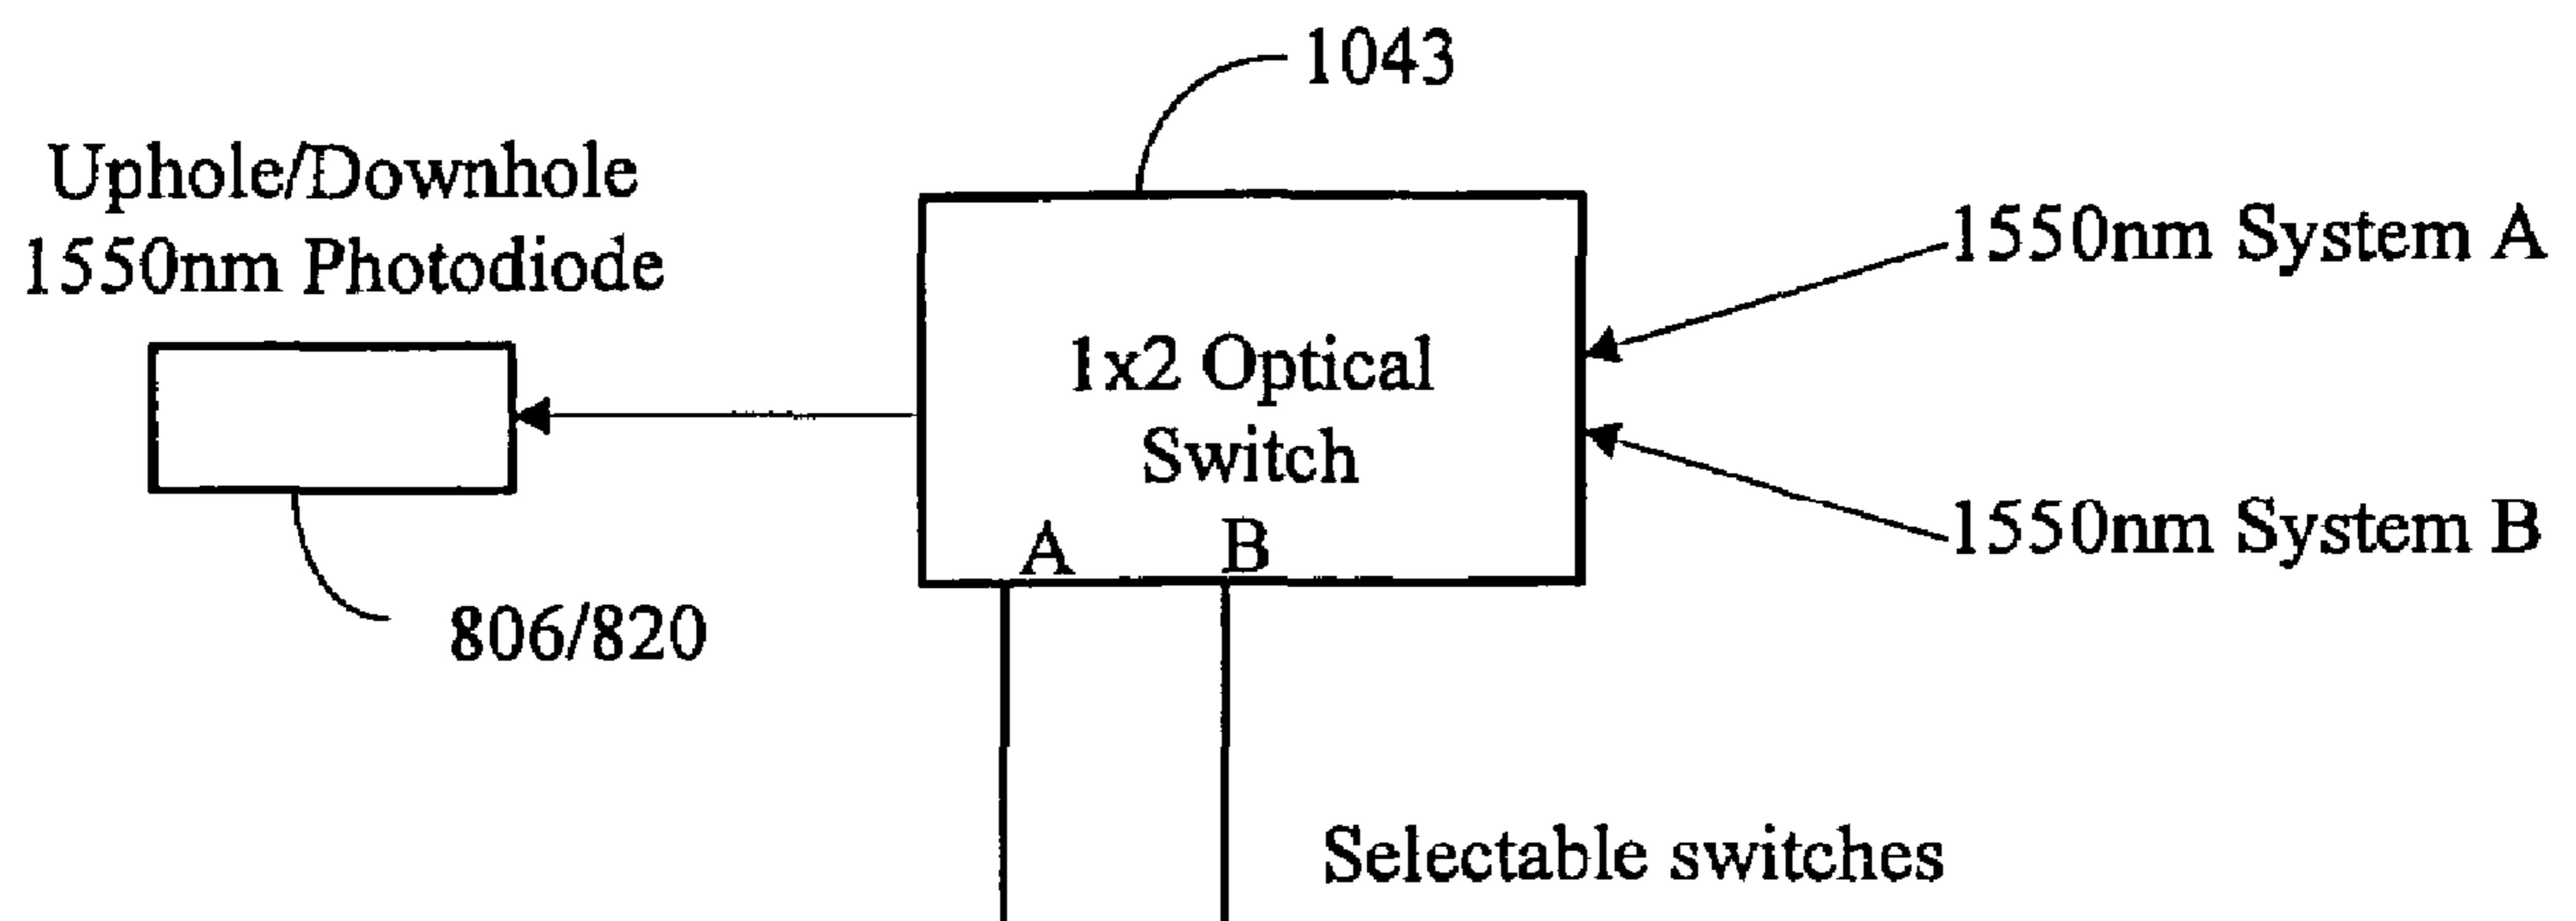 1043
Uphole/Downhole
1550nm Photodiode
1550nm System A
1x2 Optical
Switch
1550nm System B
A B
806/820
Selectable switches